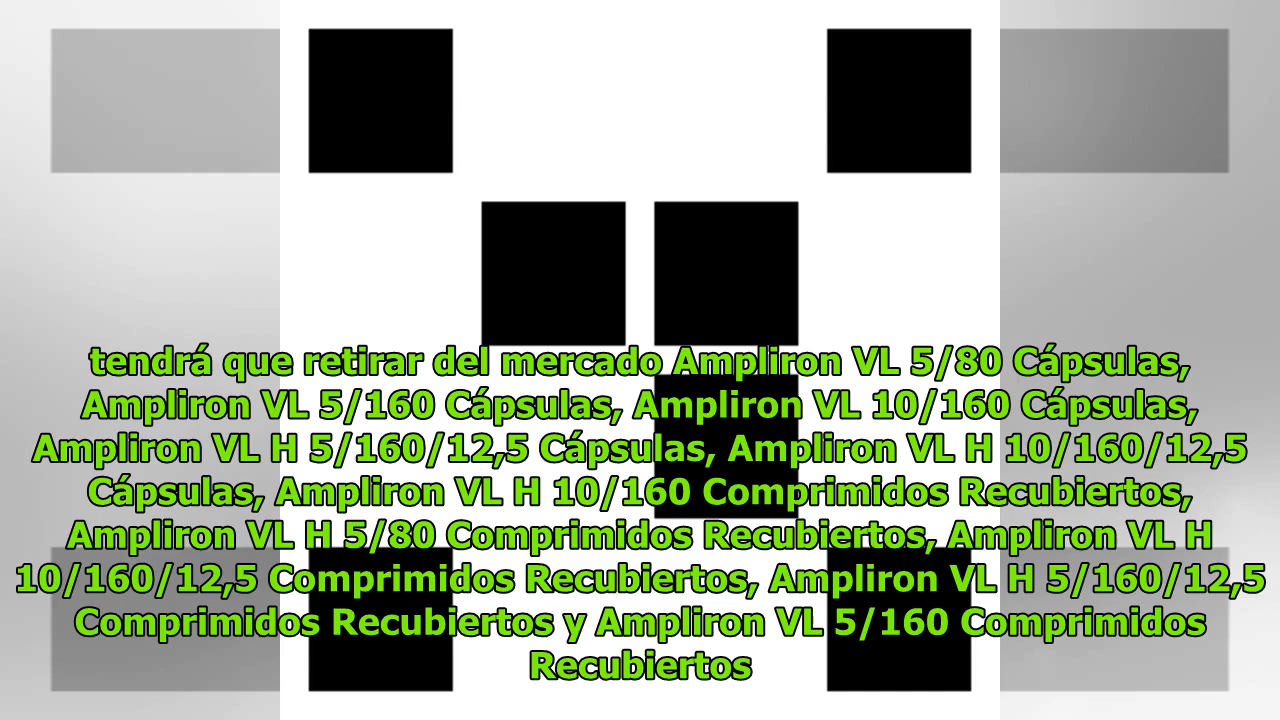 tendrá que retirar del mercado Ampliron VL 5/80 Cápsulas,
Ampliron VL 5/160 Cápsulas, Ampliron VL 10/160 Cápsulas,
Ampliron VL H 5/160/12,5 Cápsulas, Ampliron VL H 10/160/12,5
Cápsulas, Ampliron VL H 10/160 Comprimidos Recubiertos,
Ampliron VL H 5/80 Comprimidos Recubiertos, Ampliron VL H
10/160/12,5 Comprimidos Recubiertos, Ampliron VL H 5/160/12,5
Comprimidos Recubiertos y Ampliron VL 5/160 Comprimidos
Recubiertos